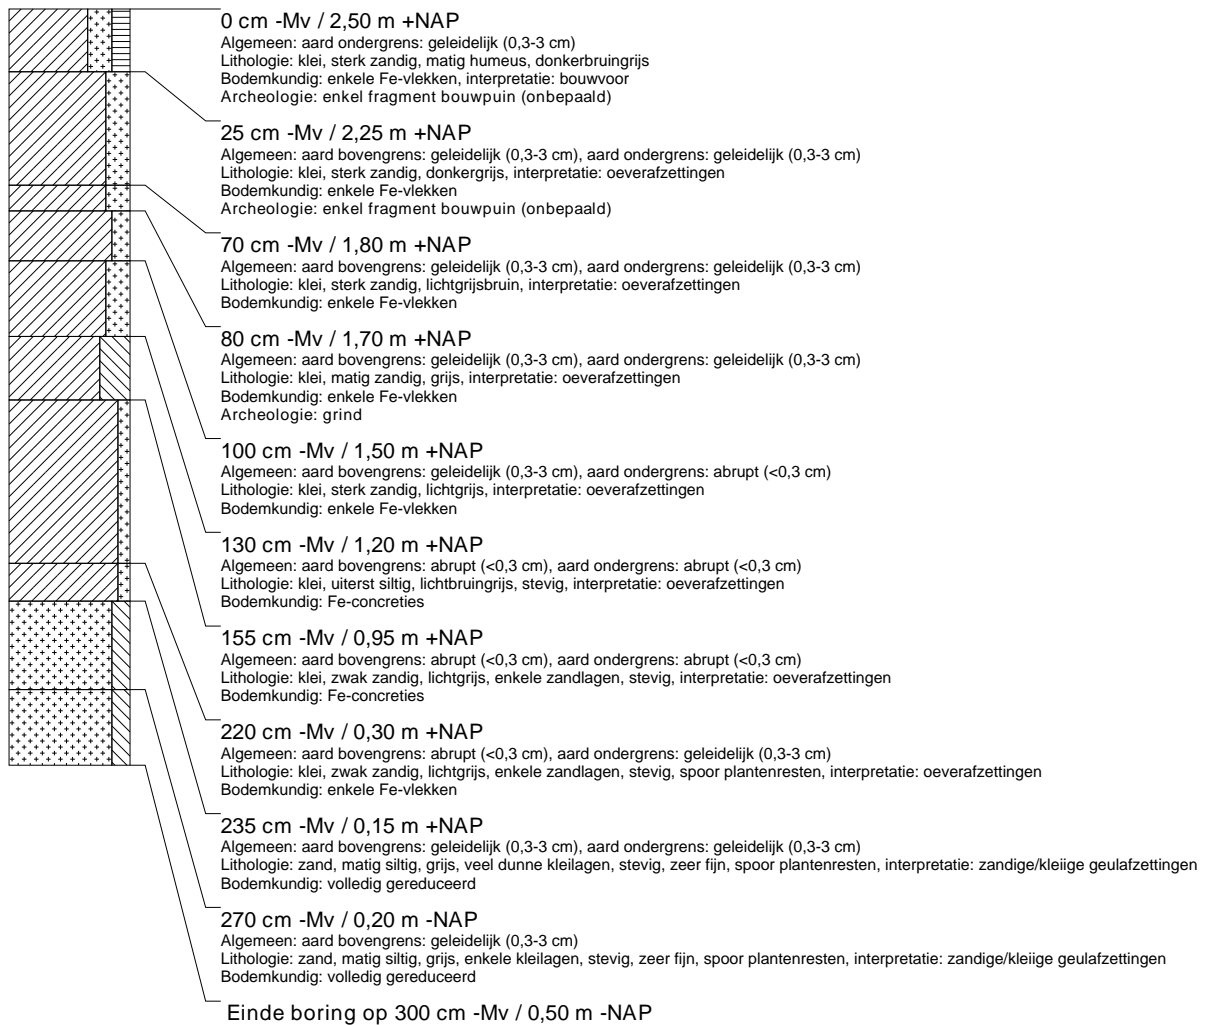 0 cm -Mv / 2,50 m +NAP
Algemeen: aard ondergrens: geleidelijk (0,3-3 cm)
Lithologie: klei, sterk zandig, matig humeus, donkerbruingrijs
Bodemkundig: enkele Fe-vlekken, interpretatie: bouwvoor
Archeologie: enkel fragment bouwpuin (onbepaald)
25 cm -Mv / 2,25 m +NAP
Algemeen: aard bovengrens: geleidelijk (0,3-3 cm), aard ondergrens: geleidelijk (0,3-3 cm)
Lithologie: klei, sterk zandig, donkergrijs, interpretatie: oeverafzettingen
Bodemkundig: enkele Fe-vlekken
Archeologie: enkel fragment bouwpuin (onbepaald)
70 cm -Mv / 1,80 m +NAP
Algemeen: aard bovengrens: geleidelijk (0,3-3 cm), aard ondergrens: geleidelijk (0,3-3 cm)
Lithologie: klei, sterk zandig, lichtgrijsbruin, interpretatie: oeverafzettingen
Bodemkundig: enkele Fe-vlekken
80 cm -Mv / 1,70 m +NAP
Algemeen: aard bovengrens: geleidelijk (0,3-3 cm), aard ondergrens: geleidelijk (0,3-3 cm)
Lithologie: klei, matig zandig, grijs, interpretatie: oeverafzettingen
Bodemkundig: enkele Fe-vlekken
Archeologie: grind
100 cm -Mv / 1,50 m +NAP
Algemeen: aard bovengrens: geleidelijk (0,3-3 cm), aard ondergrens: abrupt (<0,3 cm)
Lithologie: klei, sterk zandig, lichtgrijs, interpretatie: oeverafzettingen
Bodemkundig: enkele Fe-vlekken
130 cm -Mv / 1,20 m +NAP
Algemeen: aard bovengrens: abrupt (<0,3 cm), aard ondergrens: abrupt (<0,3 cm)
Lithologie: klei, uiterst siltig, lichtbruingrijs, stevig, interpretatie: oeverafzettingen
Bodemkundig: Fe-concreties
155 cm -Mv / 0,95 m +NAP
Algemeen: aard bovengrens: abrupt (<0,3 cm), aard ondergrens: abrupt (<0,3 cm)
Lithologie: klei, zwak zandig, lichtgrijs, enkele zandlagen, stevig, interpretatie: oeverafzettingen
Bodemkundig: Fe-concreties
220 cm -Mv / 0,30 m +NAP
Algemeen: aard bovengrens: abrupt (<0,3 cm), aard ondergrens: geleidelijk (0,3-3 cm)
Lithologie: klei, zwak zandig, lichtgrijs, enkele zandlagen, stevig, spoor plantenresten, interpretatie: oeverafzettingen
Bodemkundig: enkele Fe-vlekken
235 cm -Mv / 0,15 m +NAP
Algemeen: aard bovengrens: geleidelijk (0,3-3 cm), aard ondergrens: geleidelijk (0,3-3 cm)
Lithologie: zand, matig siltig, grijs, veel dunne kleilagen, stevig, zeer fijn, spoor plantenresten, interpretatie: zandige/kleiige geulafzettingen
Bodemkundig: volledig gereduceerd
270 cm -Mv / 0,20 m -NAP
Algemeen: aard bovengrens: geleidelijk (0,3-3 cm)
Lithologie: zand, matig siltig, grijs, enkele kleilagen, stevig, zeer fijn, spoor plantenresten, interpretatie: zandige/kleiige geulafzettingen
Bodemkundig: volledig gereduceerd
Einde boring op 300 cm -Mv / 0,50 m -NAP